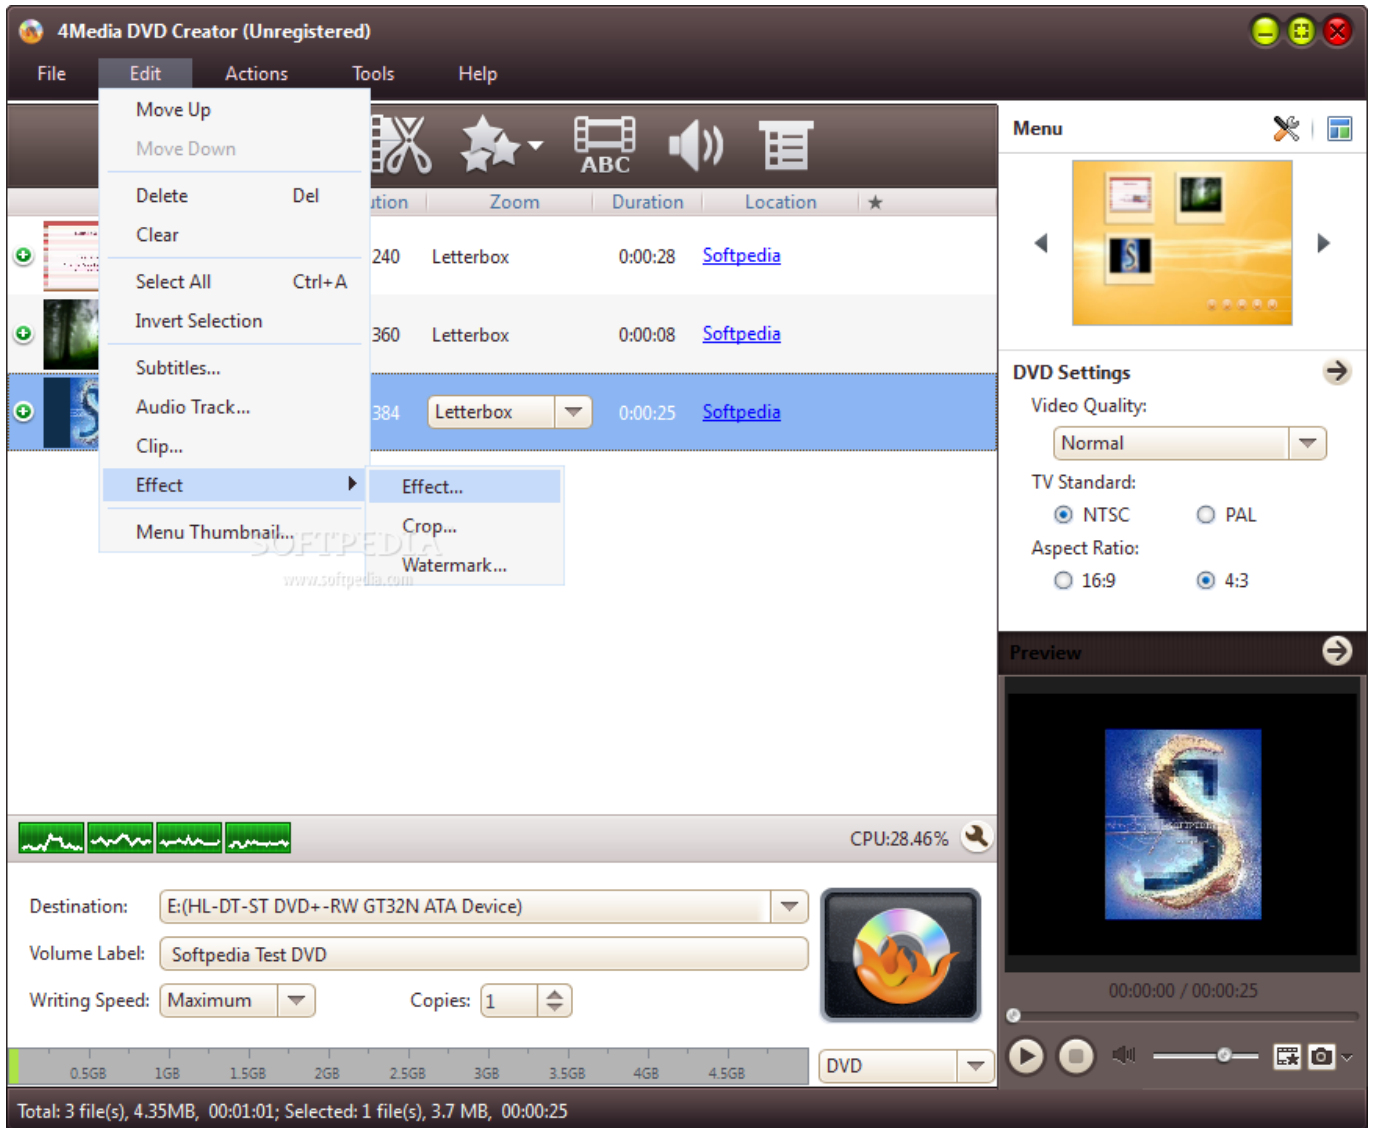 4Media DVD Creator (Unregistered)
File Edit Actions Tools Help
Move Up
Move Down
Delete Del
Clear
Select All Ctrl+A
Invert Selection
Subtitles...
Audio Track...
Clip...
Effect
Menu Thumbnail...
Effect...
Crop...
Watermark...
SOFTPEDIA
www.softpedia.com
ABC
ution Zoom Duration Location ★
240 Letterbox 0:00:28 Softpedia
360 Letterbox 0:00:08 Softpedia
384 Letterbox 0:00:25 Softpedia
CPU:28.46%
Destination: E:(HL-DT-ST DVD+-RW GT32N ATA Device)
Volume Label: Softpedia Test DVD
Writing Speed: Maximum Copies: 1
0.5GB 1GB 1.5GB 2GB 2.5GB 3GB 3.5GB 4GB 4.5GB DVD
Total: 3 file(s), 4.35MB, 00:01:01; Selected: 1 file(s), 3.7 MB, 00:00:25
Menu
DVD Settings
Video Quality:
Normal
TV Standard:
NTSC PAL
Aspect Ratio:
16:9 4:3
Preview
00:00:00 / 00:00:25